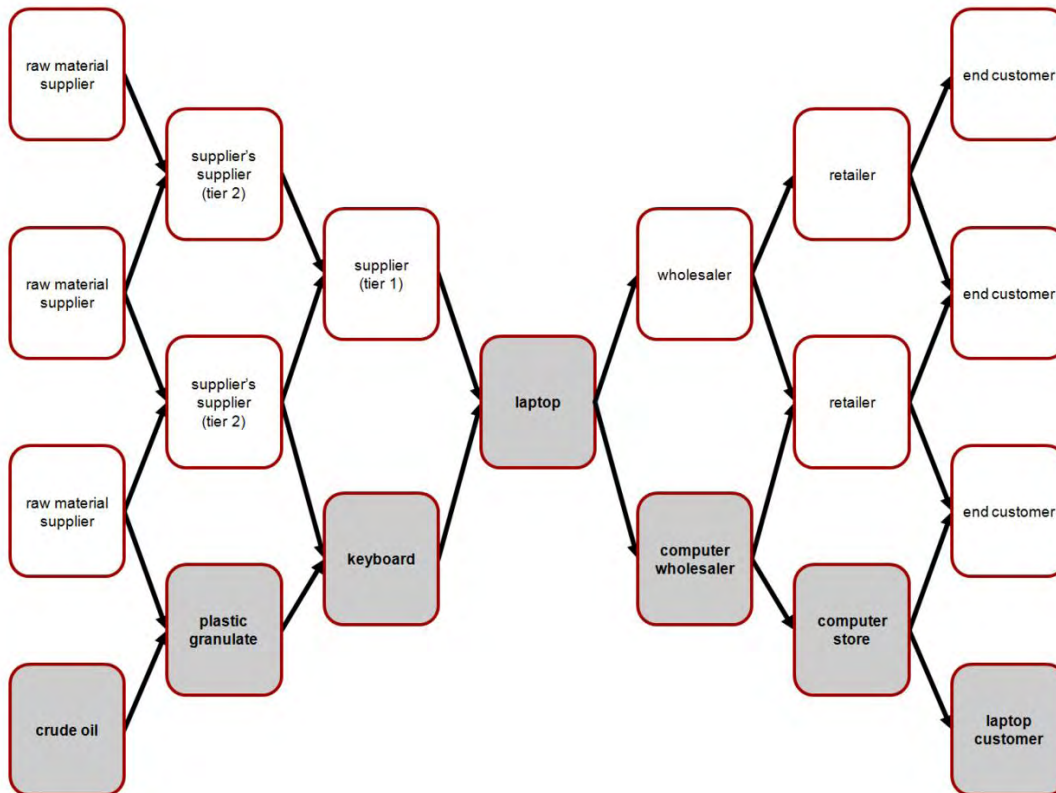 raw material
supplier
end customer
supplier's
supplier
(tier 2)
retailer
supplier
(tier 1)
wholesaler
raw material
supplier
end customer
supplier's
supplier
(tier 2)
laptop
retailer
raw material
supplier
end customer
keyboard
computer
wholesaler
plastic
granulate
computer
store
crude oil
laptop
customer